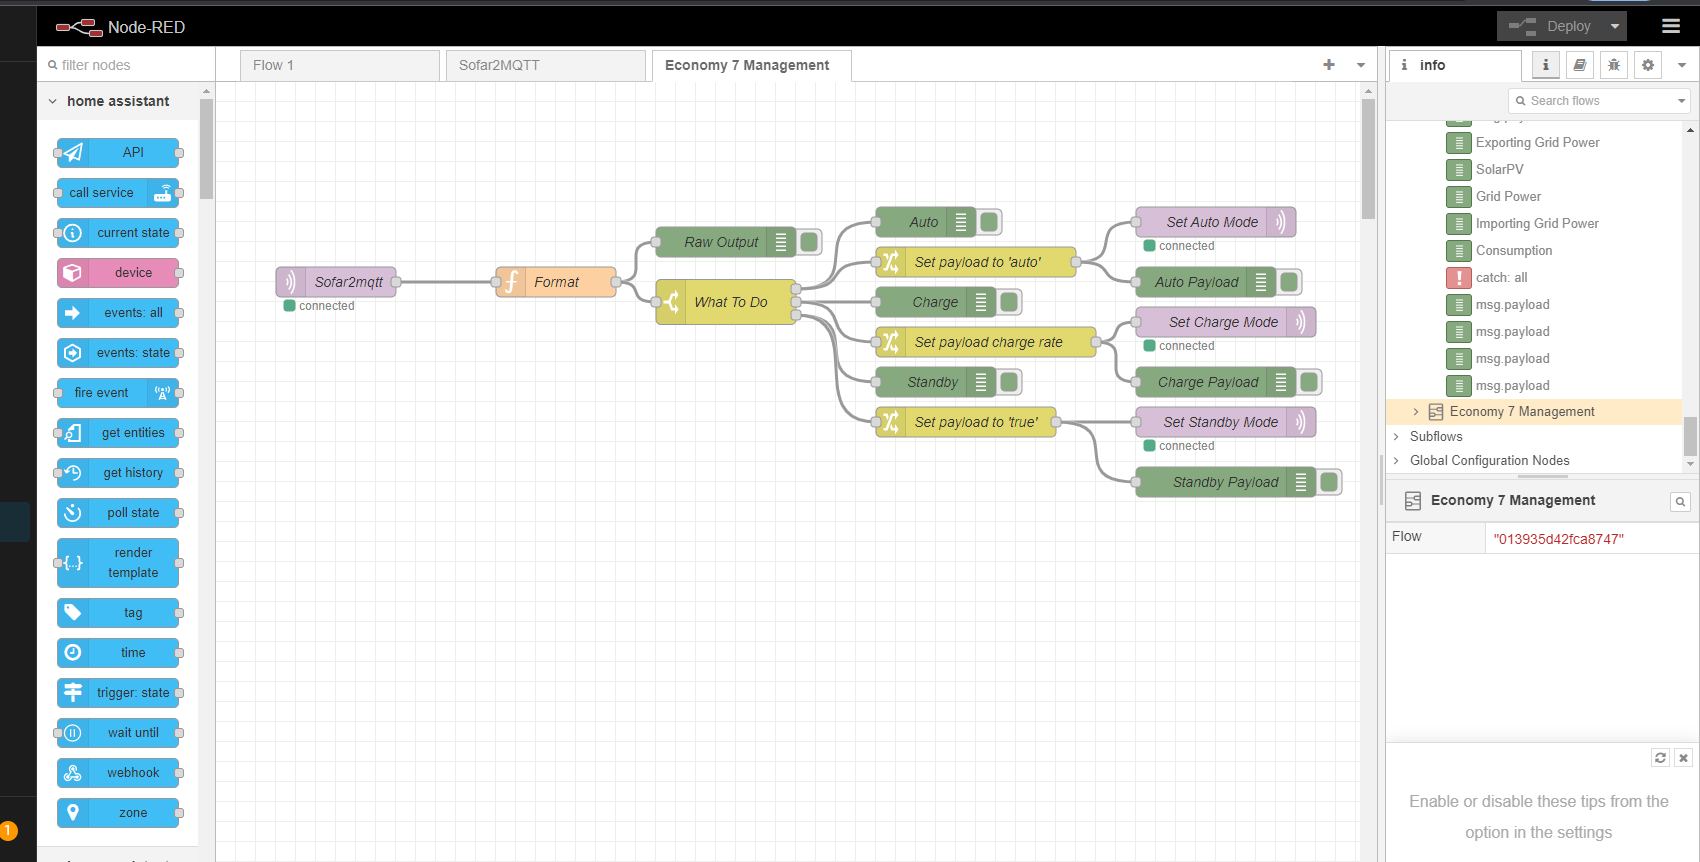 Node-RED
Deploy
filter nodes
Flow 1
Sofar2MQTT
Economy 7 Management
info
home assistant
API
call service
current state
device
events: all
events: state
fire event
get entities
get history
poll state
render
template
tag
time
trigger: state
wait until
webhook
zone
1
Sofar2mqtt
connected
Format
Raw Output
What To Do
Auto
Set payload to 'auto'
Charge
Set payload charge rate
Standby
Set payload to 'true'
Set Auto Mode
connected
Auto Payload
Set Charge Mode
connected
Charge Payload
Set Standby Mode
connected
Standby Payload
Search flows
Exporting Grid Power
SolarPV
Grid Power
Importing Grid Power
Consumption
catch: all
msg.payload
msg.payload
msg.payload
msg.payload
Economy 7 Management
Subflows
Global Configuration Nodes
Economy 7 Management
Flow
"013935d42fca8747"
Enable or disable these tips from the
option in the settings